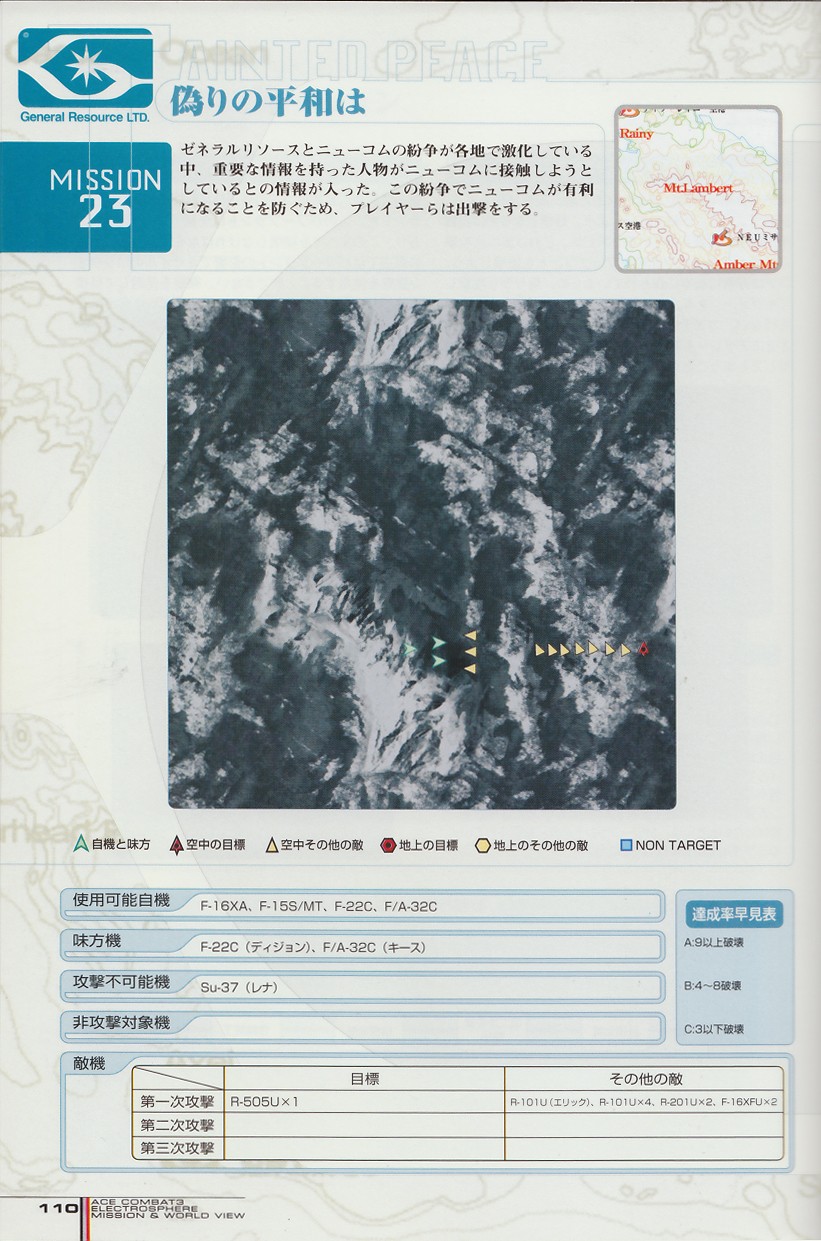 TAINTED PEACE
General Resource LTD.
偽りの平和は
MISSION
23
ゼネラルリソースとニューコムの紛争が各地で激化している
中、重要な情報を持った人物がニューコムに接触しようと
しているとの情報が入った。この紛争でニューコムが有利
になることを防ぐため、プレイヤーらは出撃をする。
Rainy
Mt.Lambert
ス空港
NEUミサ
Amber Mt
自機と味方
空中の目標
空中その他の敵
地上の目標
地上のその他の敵
NON TARGET
使用可能自機
F-16XA、F-15S/MT、F-22C、F/A-32C
味方機
F-22C（ディジョン）、F/A-32C（キース）
攻撃不可能機
Su-37（レナ）
非攻撃対象機
達成率早見表
A:9以上破壊
B:4～8破壊
C:3以下破壊
敵機
目標
その他の敵
第一次攻撃
R-505U×1
R-101U（エリック）、R-101U×4、R-201U×2、F-16XFU×2
第二次攻撃
第三次攻撃
110
ACE COMBAT3
ELECTROSPHERE
MISSION & WORLD VIEW